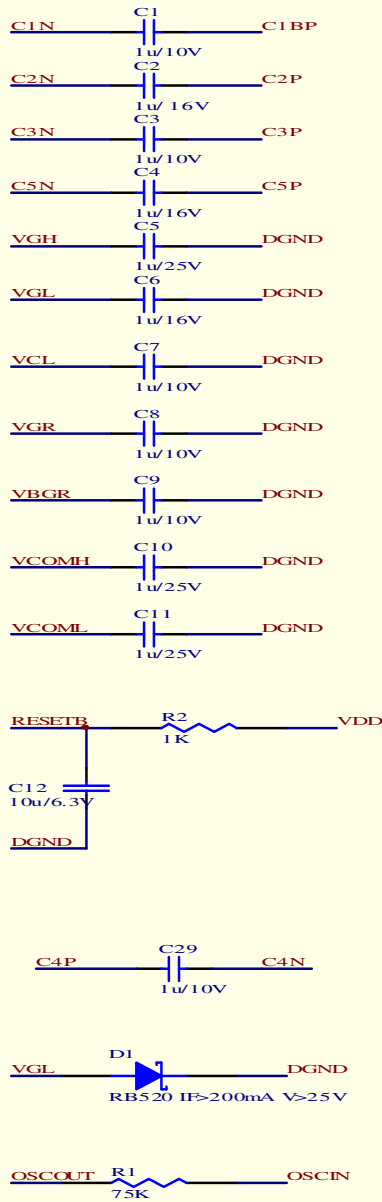 C1
C1N C1BP
1u/10V
C2
C2N C2P
1u/ 16V
C3
C3N C3P
1u/10V
C4
C5N C5P
1u/16V
C5
VGH DGND
1u/25V
C6
VGL DGND
1u/16V
C7
VCL DGND
1u/10V
C8
VGR DGND
1u/10V
C9
VBGR DGND
1u/10V
C10
VCOMH DGND
1u/25V
C11
VCOML DGND
1u/25V
RESETB R2 VDD
1K
C12
10u/6.3V
DGND
C29
C4P C4N
1u/10V
D1
VGL DGND
RB520 IF>200mA V>25V
OSCOUT R1 OSCIN
75K